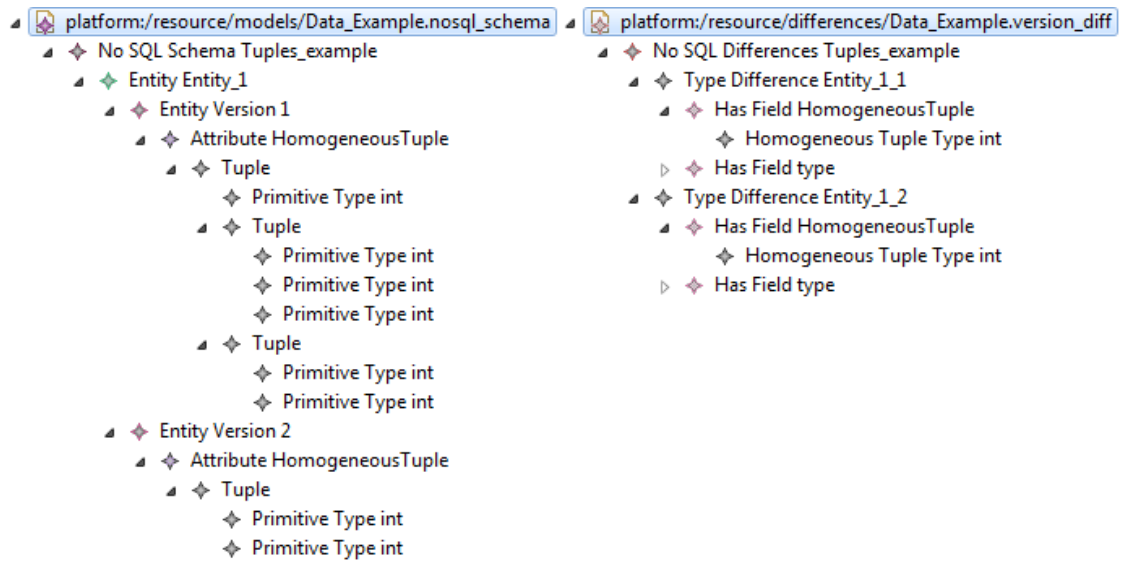 platform:/resource/models/Data_Example.nosql_schema
No SQL Schema Tuples_example
Entity Entity_1
Entity Version 1
Attribute HomogeneousTuple
Tuple
Primitive Type int
Tuple
Primitive Type int
Primitive Type int
Primitive Type int
Tuple
Primitive Type int
Primitive Type int
Entity Version 2
Attribute HomogeneousTuple
Tuple
Primitive Type int
Primitive Type int
platform:/resource/differences/Data_Example.version_diff
No SQL Differences Tuples_example
Type Difference Entity_1_1
Has Field HomogeneousTuple
Homogeneous Tuple Type int
Has Field type
Type Difference Entity_1_2
Has Field HomogeneousTuple
Homogeneous Tuple Type int
Has Field type